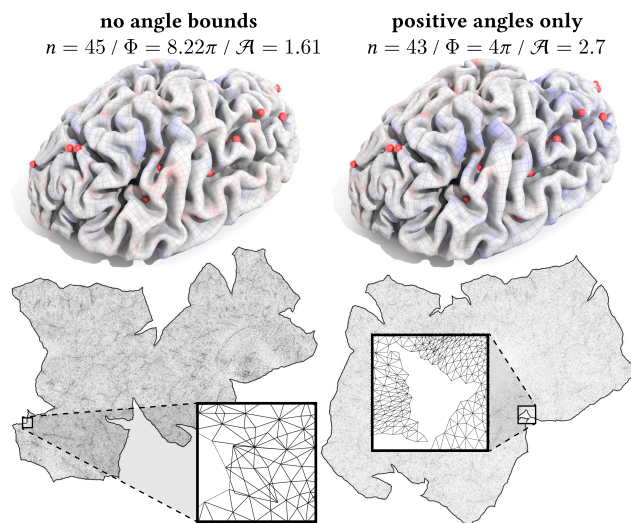 no angle bounds
n = 45 / Φ = 8.22π / 𝒜 = 1.61
positive angles only
n = 43 / Φ = 4π / 𝒜 = 2.7